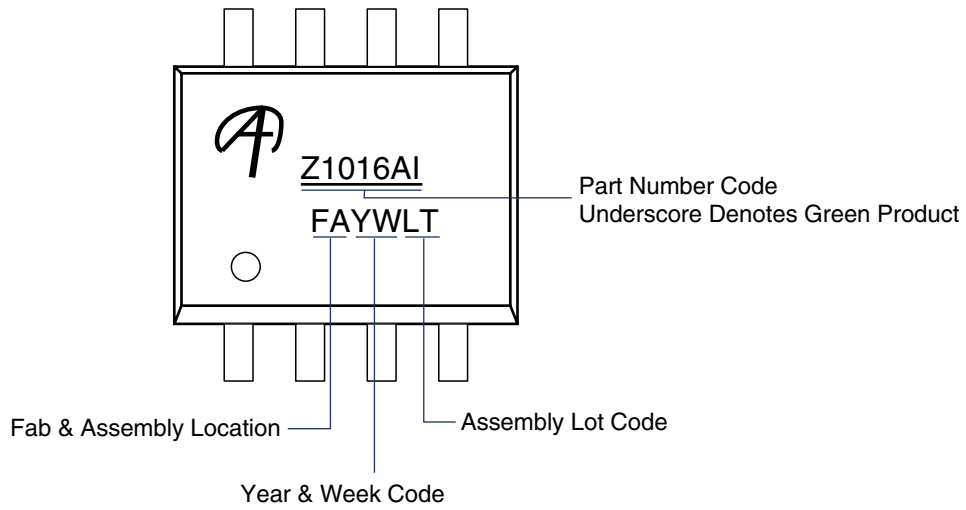 Z1016AI
FAYWLT
Part Number Code
Underscore Denotes Green Product
Fab & Assembly Location
Assembly Lot Code
Year & Week Code